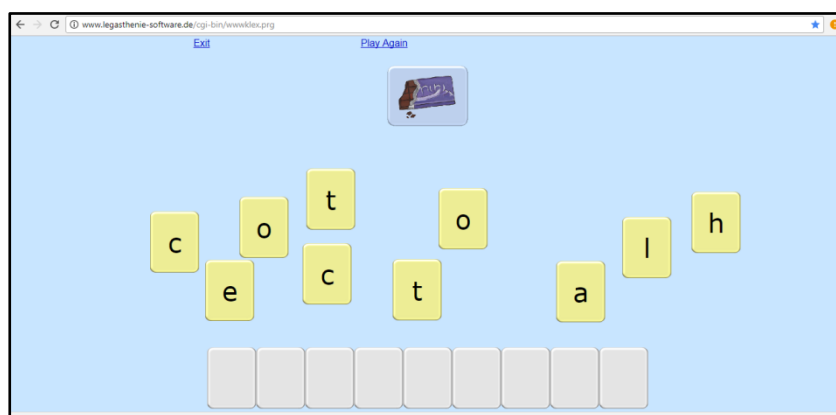 www.legasthenie-software.de/cgi-bin/wwwklex.prg
Exit Play Again
t
h
o
o
c
l
c
e
t
a